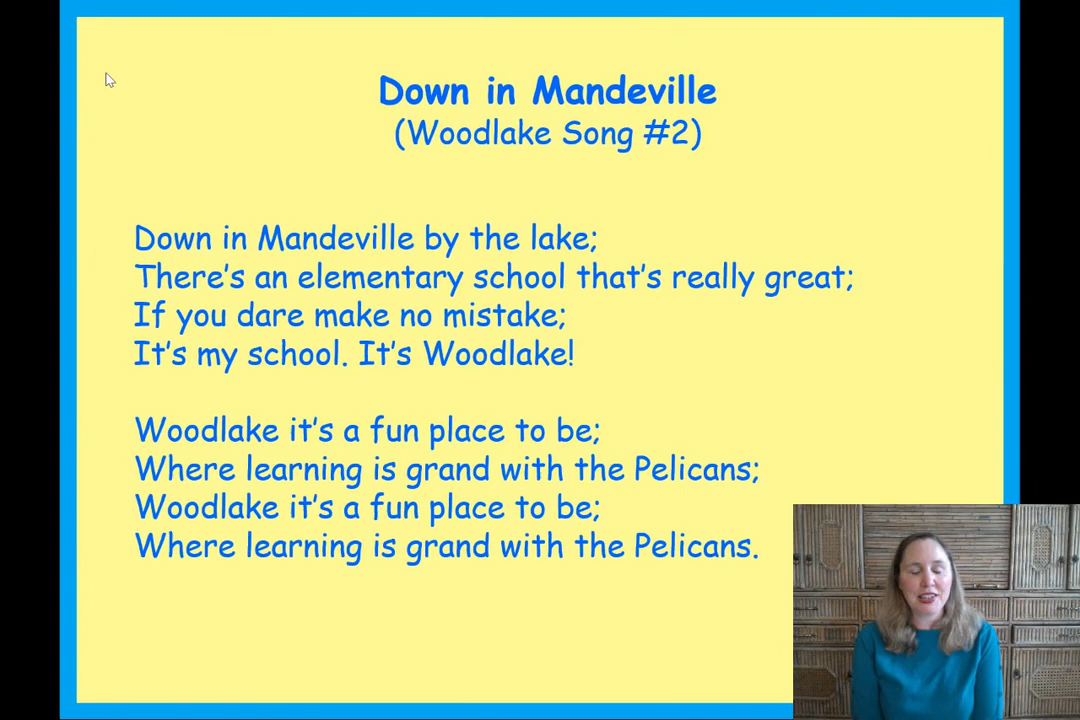 Down in Mandeville
(Woodlake Song #2)
Down in Mandeville by the lake;
There's an elementary school that's really great;
If you dare make no mistake;
It's my school. It's Woodlake!
Woodlake it's a fun place to be;
Where learning is grand with the Pelicans;
Woodlake it's a fun place to be;
Where learning is grand with the Pelicans.